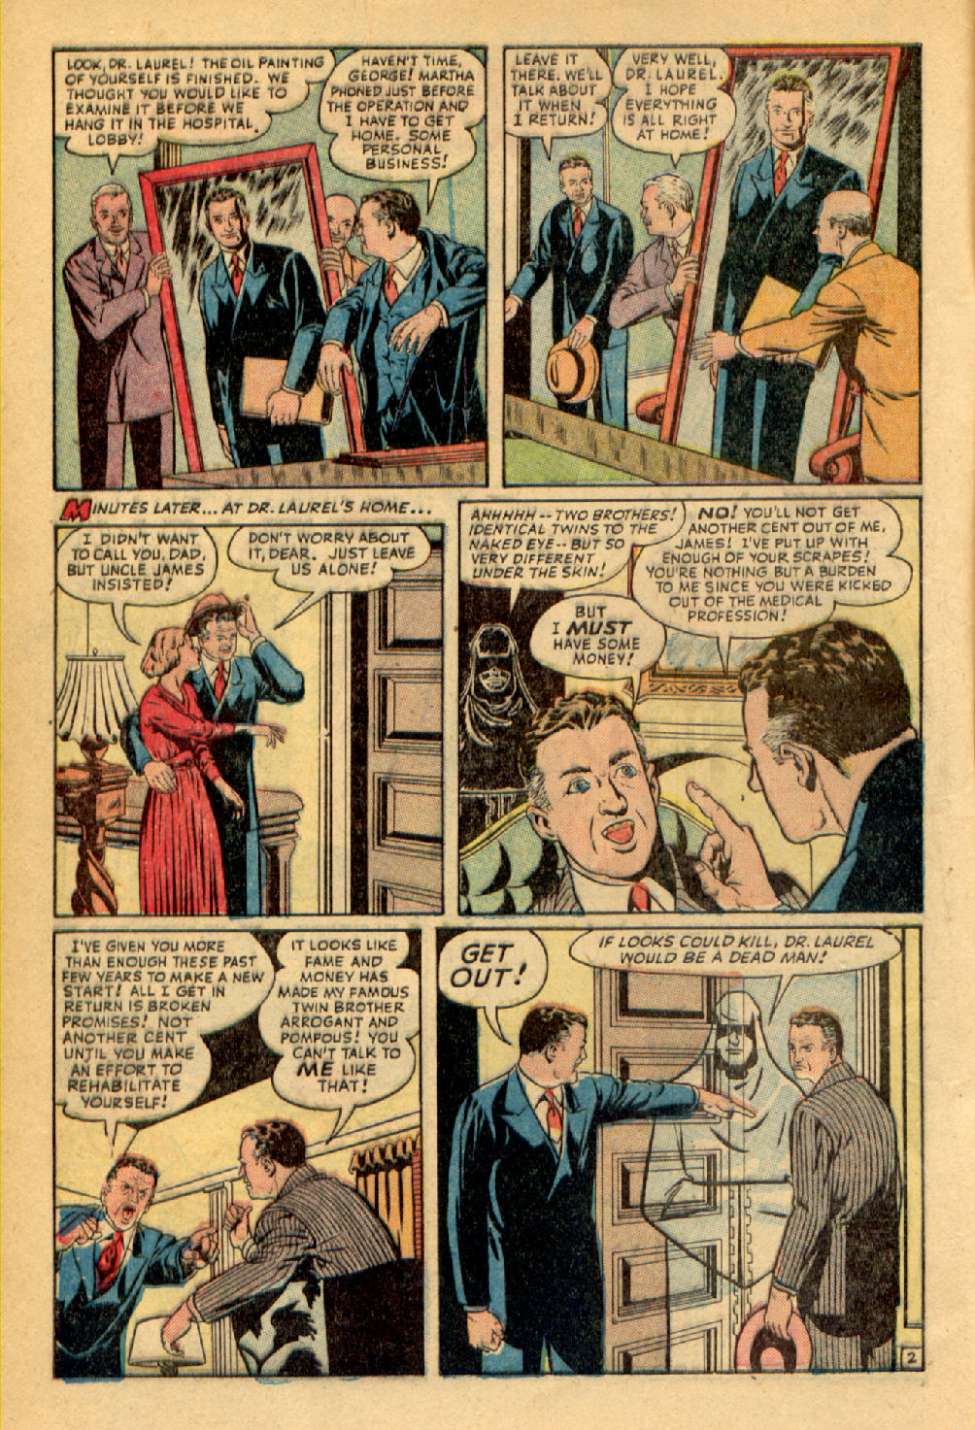 LOOK, DR. LAUREL! THE OIL PAINTING
OF YOURSELF IS FINISHED. WE
THOUGHT YOU WOULD LIKE TO
EXAMINE IT BEFORE WE
HANG IT IN THE HOSPITAL
LOBBY!
HAVEN'T TIME,
GEORGE! MARTHA
PHONED JUST BEFORE
THE OPERATION AND
I HAVE TO GET
HOME. SOME
PERSONAL
BUSINESS!
LEAVE IT
THERE. WE'LL
TALK ABOUT
IT WHEN
I RETURN!
VERY WELL,
DR. LAUREL.
I HOPE
EVERYTHING
IS ALL RIGHT
AT HOME!
MINUTES LATER... AT DR. LAUREL'S HOME...
I DIDN'T WANT
TO CALL YOU, DAD,
BUT UNCLE JAMES
INSISTED!
DON'T WORRY ABOUT
IT, DEAR. JUST LEAVE
US ALONE!
AHHHHH -- TWO BROTHERS!
IDENTICAL TWINS TO THE
NAKED EYE -- BUT SO
VERY DIFFERENT
UNDER THE SKIN!
BUT
I MUST
HAVE SOME
MONEY!
NO! YOU'LL NOT GET
ANOTHER CENT OUT OF ME,
JAMES! I'VE PUT UP WITH
ENOUGH OF YOUR SCRAPES!
YOU'RE NOTHING BUT A BURDEN
TO ME SINCE YOU WERE KICKED
OUT OF THE MEDICAL
PROFESSION!
I'VE GIVEN YOU MORE
THAN ENOUGH THESE PAST
FEW YEARS TO MAKE A NEW
START! ALL I GET IN
RETURN IS BROKEN
PROMISES! NOT
ANOTHER CENT
UNTIL YOU MAKE
AN EFFORT TO
REHABILITATE
YOURSELF!
IT LOOKS LIKE
FAME AND
MONEY HAS
MADE MY FAMOUS
TWIN BROTHER
ARROGANT AND
POMPOUS! YOU
CAN'T TALK TO
ME LIKE
THAT!
GET
OUT!
IF LOOKS COULD KILL, DR. LAUREL
WOULD BE A DEAD MAN!
2